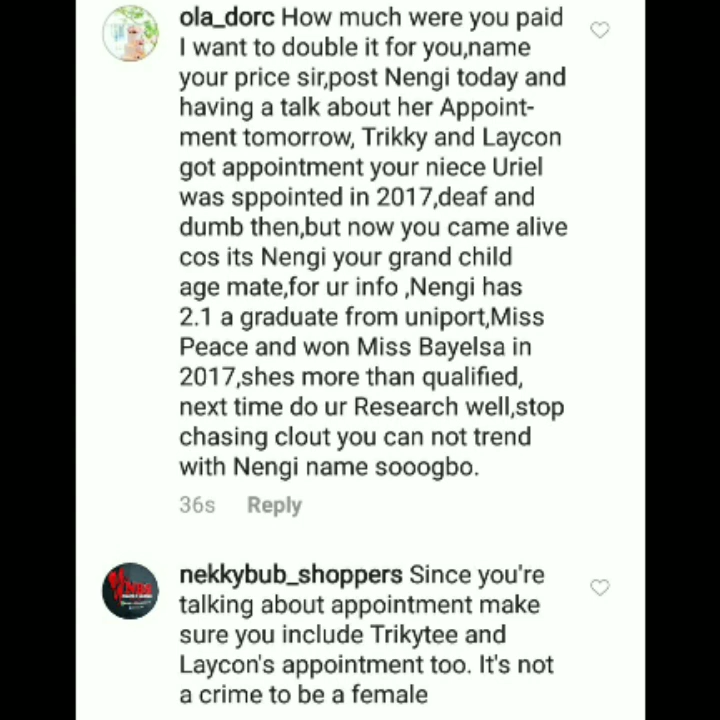 ola_dorc How much were you paid
I want to double it for you,name
your price sir,post Nengi today and
having a talk about her Appoint-
ment tomorrow, Trikky and Laycon
got appointment your niece Uriel
was sppointed in 2017,deaf and
dumb then,but now you came alive
cos its Nengi your grand child
age mate,for ur info ,Nengi has
2.1 a graduate from uniport,Miss
Peace and won Miss Bayelsa in
2017,shes more than qualified,
next time do ur Research well,stop
chasing clout you can not trend
with Nengi name sooogbo.
36s Reply
nekkybub_shoppers Since you're
talking about appointment make
sure you include Trikytee and
Laycon's appointment too. It's not
a crime to be a female